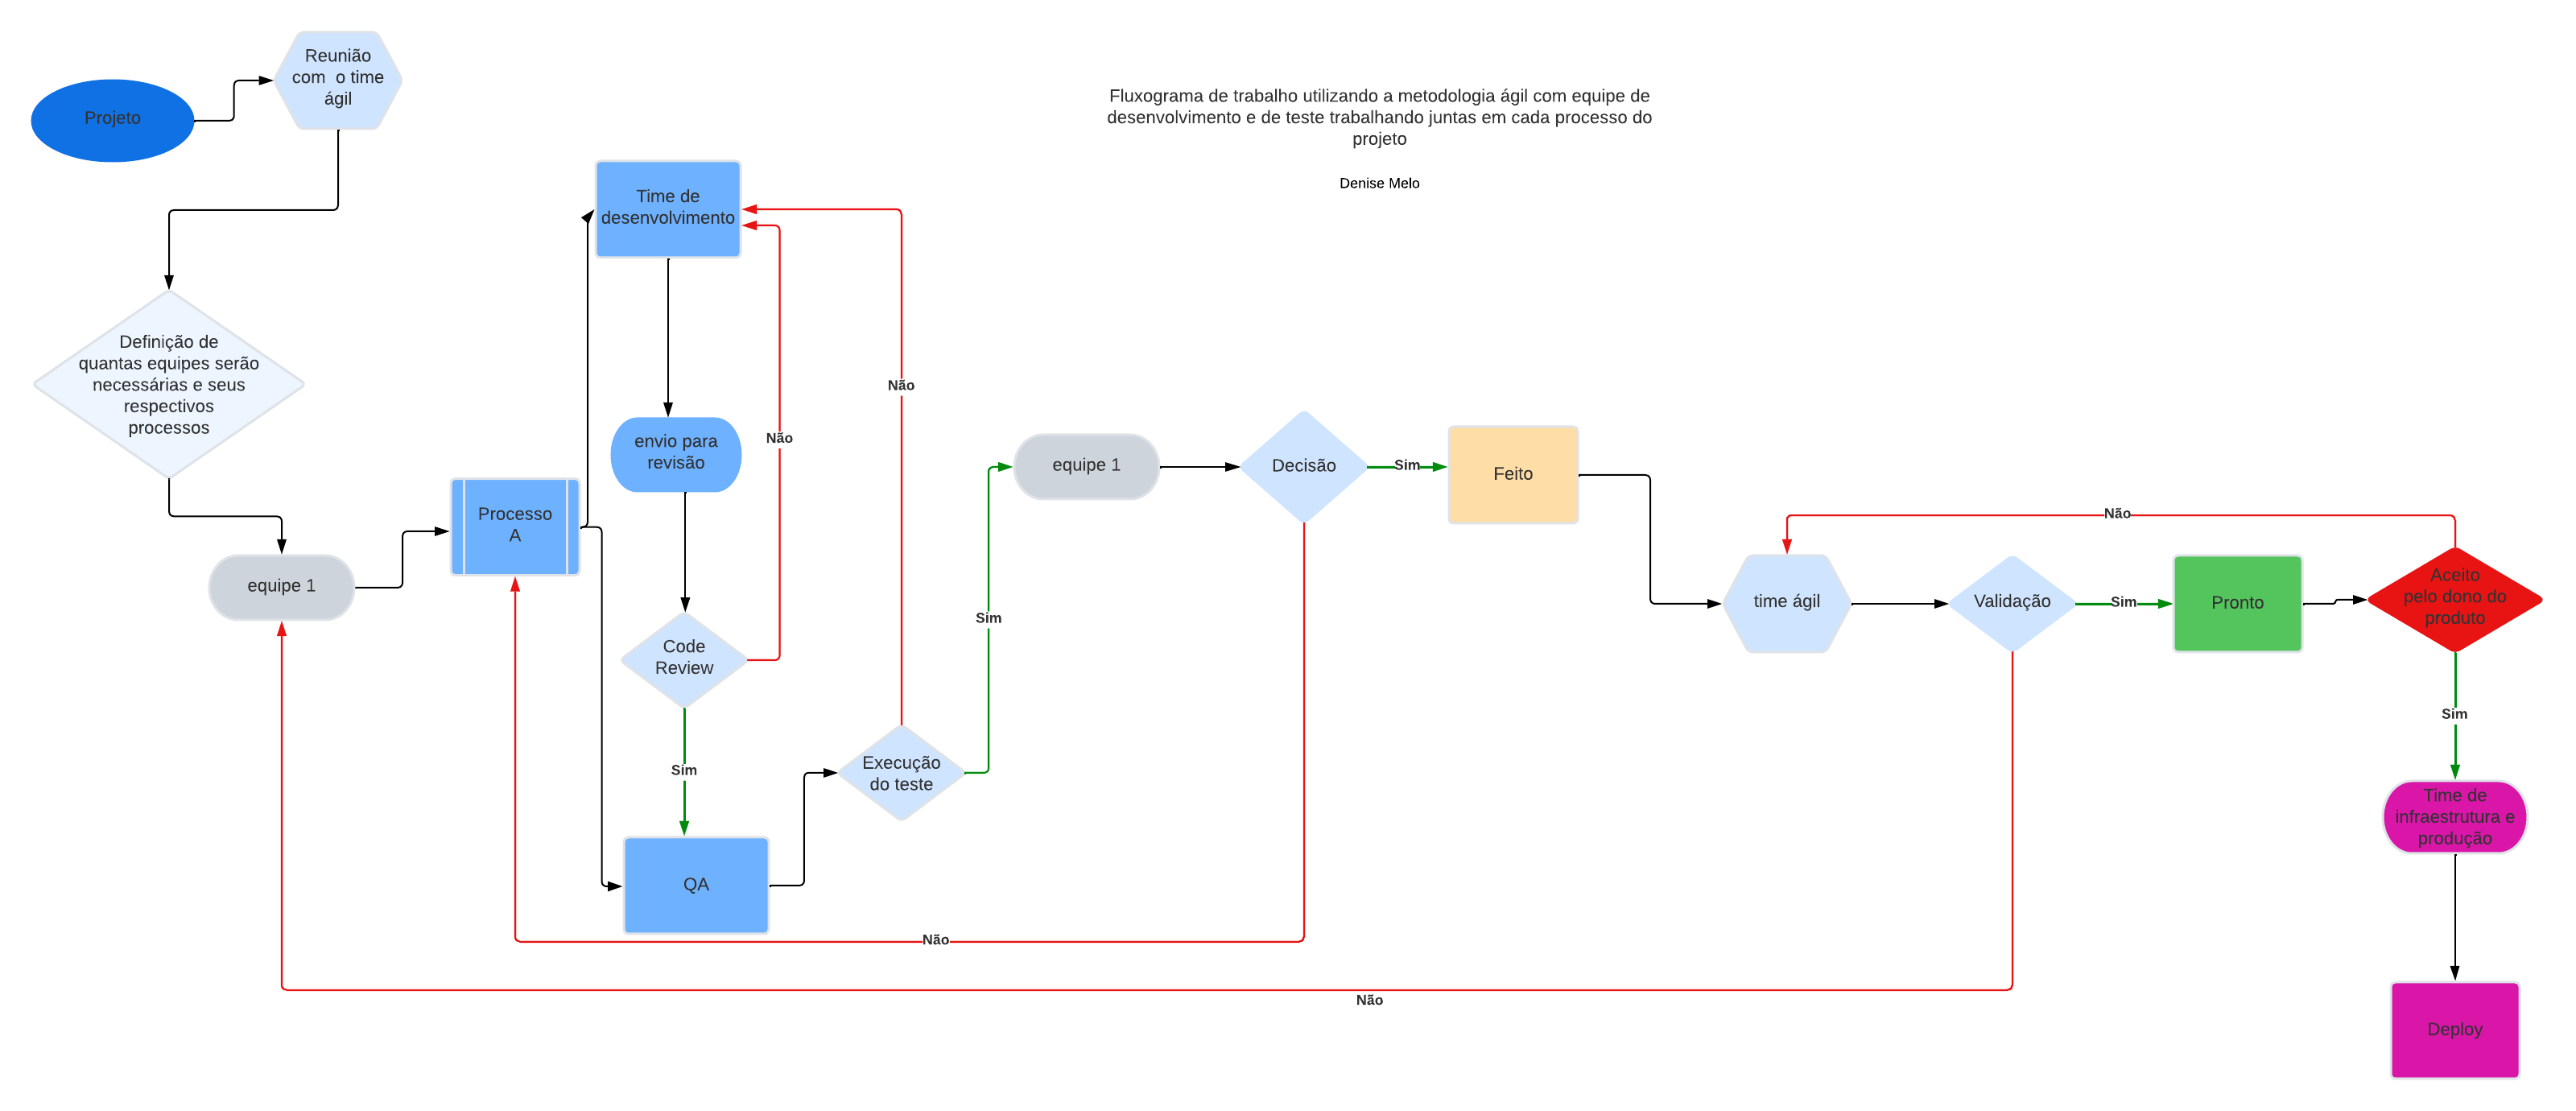 Fluxograma de trabalho utilizando a metodologia ágil com equipe de
desenvolvimento e de teste trabalhando juntas em cada processo do
projeto
Denise Melo
Projeto
Reunião
com  o time
ágil
Definição de
quantas equipes serão
necessárias e seus
respectivos
processos
equipe 1
Processo
A
Time de
desenvolvimento
envio para
revisão
Code
Review
Não
Sim
QA
Execução
do teste
Não
Sim
equipe 1
Decisão
Sim
Não
Feito
time ágil
Validação
Sim
Não
Pronto
Aceito
pelo dono do
produto
Não
Sim
Time de
infraestrutura e
produção
Deploy